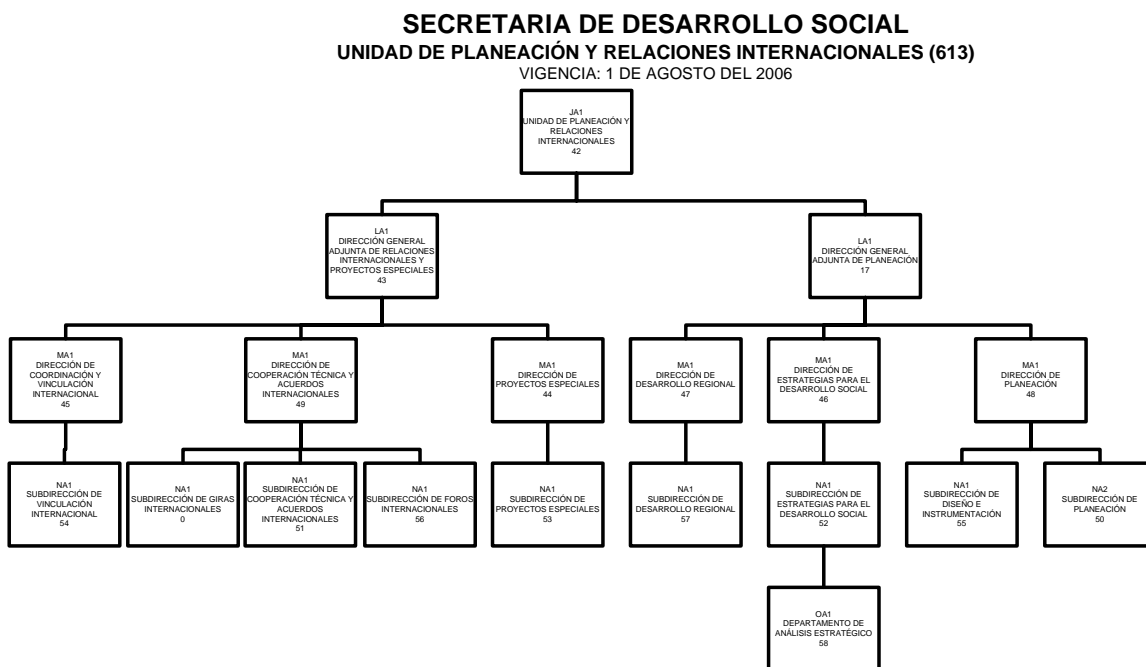 SECRETARIA DE DESARROLLO SOCIAL
UNIDAD DE PLANEACIÓN Y RELACIONES INTERNACIONALES (613)
VIGENCIA: 1 DE AGOSTO DEL 2006
JA1
UNIDAD DE PLANEACIÓN Y
RELACIONES
INTERNACIONALES
42
LA1
DIRECCIÓN GENERAL
ADJUNTA DE RELACIONES
INTERNACIONALES Y
PROYECTOS ESPECIALES
43
LA1
DIRECCIÓN GENERAL
ADJUNTA DE PLANEACIÓN
17
MA1
DIRECCIÓN DE
COORDINACIÓN Y
VINCULACIÓN
INTERNACIONAL
45
MA1
DIRECCIÓN DE
COOPERACIÓN TÉCNICA Y
ACUERDOS
INTERNACIONALES
49
MA1
DIRECCIÓN DE
PROYECTOS ESPECIALES
44
MA1
DIRECCIÓN DE
DESARROLLO REGIONAL
47
MA1
DIRECCIÓN DE
ESTRATEGIAS PARA EL
DESARROLLO SOCIAL
46
MA1
DIRECCIÓN DE
PLANEACIÓN
48
NA1
SUBDIRECCIÓN DE
VINCULACIÓN
INTERNACIONAL
54
NA1
SUBDIRECCIÓN DE GIRAS
INTERNACIONALES
0
NA1
SUBDIRECCIÓN DE
COOPERACIÓN TÉCNICA Y
ACUERDOS
INTERNACIONALES
51
NA1
SUBDIRECCIÓN DE FOROS
INTERNACIONALES
56
NA1
SUBDIRECCIÓN DE
PROYECTOS ESPECIALES
53
NA1
SUBDIRECCIÓN DE
DESARROLLO REGIONAL
57
NA1
SUBDIRECCIÓN DE
ESTRATEGIAS PARA EL
DESARROLLO SOCIAL
52
NA1
SUBDIRECCIÓN DE
DISEÑO E
INSTRUMENTACIÓN
55
NA2
SUBDIRECCIÓN DE
PLANEACIÓN
50
OA1
DEPARTAMENTO DE
ANÁLISIS ESTRATÉGICO
58